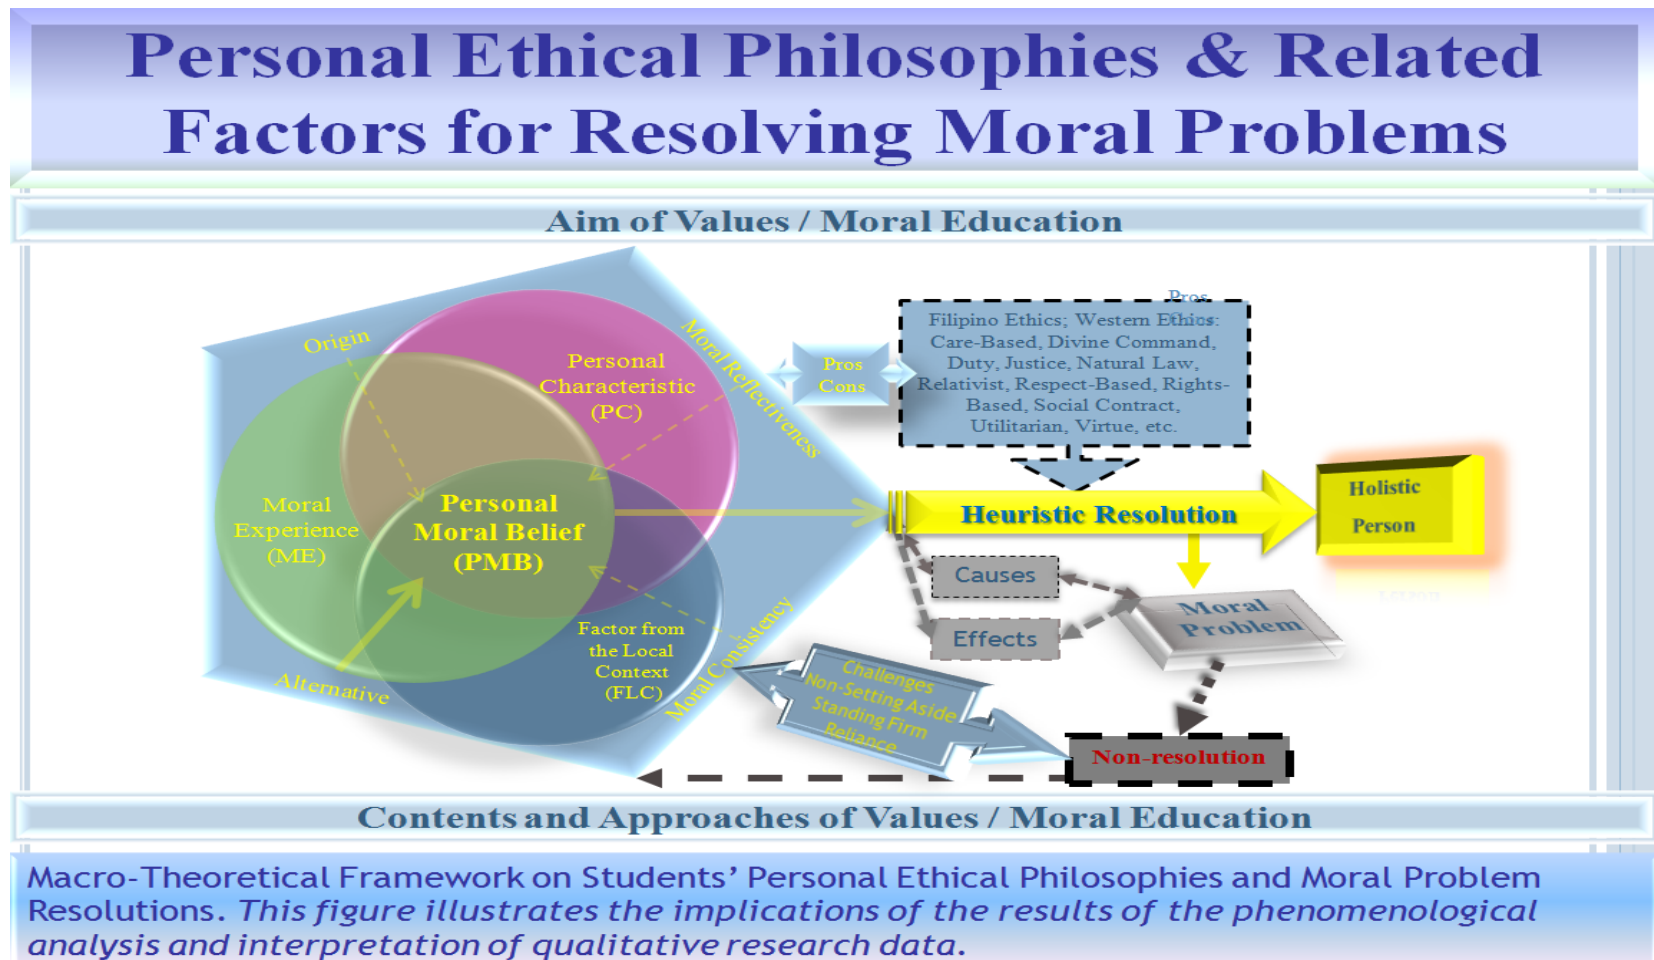 Personal Ethical Philosophies & Related
Factors for Resolving Moral Problems
Aim of Values / Moral Education
Origin
Personal
Characteristic
(PC)
Moral Reflectiveness
Moral
Experience
(ME)
Personal
Moral Belief
(PMB)
Factor from
the Local
Context
(FLC)
Alternative
Moral Consistency
Pros
Cons
Pros
Cons
Filipino Ethics; Western Ethics:
Care-Based, Divine Command,
Duty, Justice, Natural Law,
Relativist, Respect-Based, Rights-
Based, Social Contract,
Utilitarian, Virtue, etc.
Heuristic Resolution
Holistic
Person
Causes
Effects
Moral
Problem
Challenges
Non-Setting Aside
Standing Firm
Reliance
Non-resolution
Contents and Approaches of Values / Moral Education
Macro-Theoretical Framework on Students’ Personal Ethical Philosophies and Moral Problem
Resolutions. This figure illustrates the implications of the results of the phenomenological
analysis and interpretation of qualitative research data.